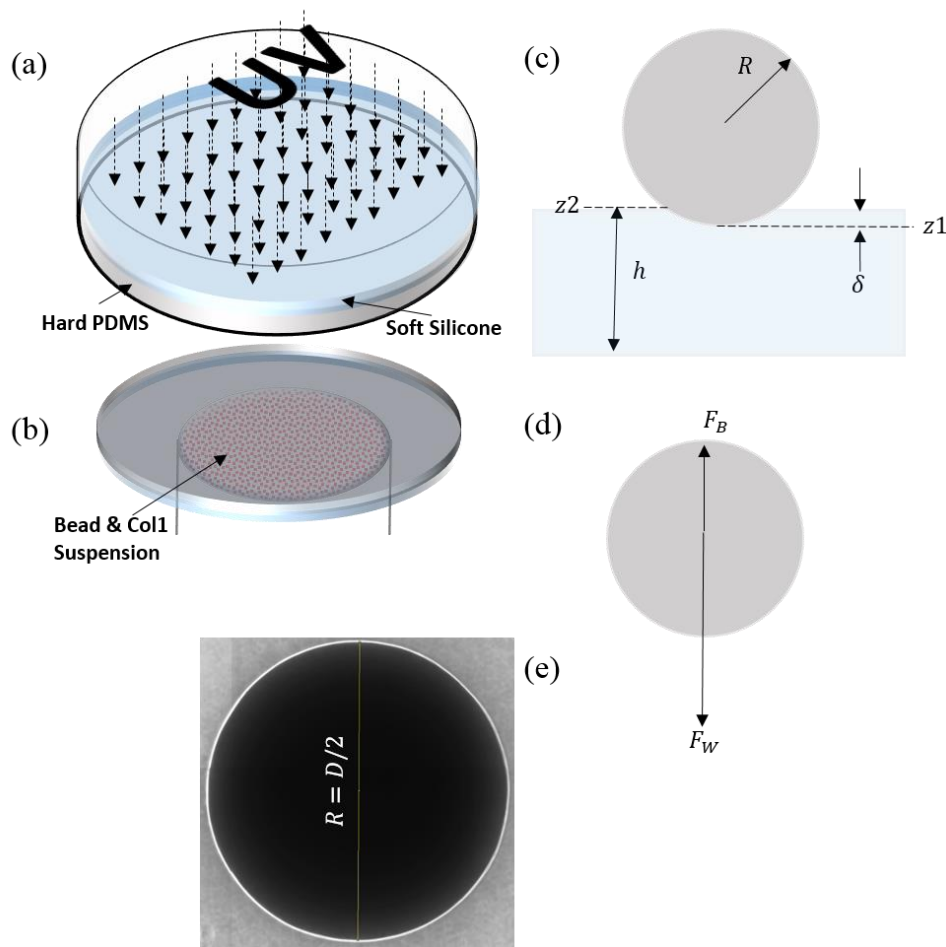 (a)
UV
Hard PDMS
Soft Silicone
(b)
Bead & Col1
Suspension
(c)
R
z2
z1
h
δ
(d)
F_B
F_W
(e)
R = D/2